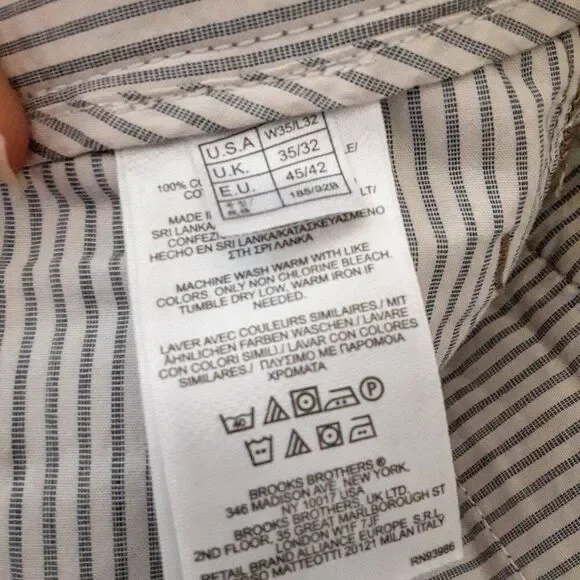 U.S.A W35/L32
U.K. 35/32
E.U. 45/42
100%
MADE
SRI LANKA
HECHO EN SRI LANKA/ΚΑΤΑΣΚΕΥΑΣΜΕΝΟ
ΣΤΗ ΣΡΙ ΛΑΝΚΑ
MACHINE WASH WARM WITH LIKE
COLORS. ONLY NON CHLORINE BLEACH.
TUMBLE DRY LOW. WARM IRON IF
NEEDED.
LAVER AVEC COULEURS SIMILAIRES / MIT
ÄHNLICHEN FARBEN WASCHEN / LAVARE
CON COLORI SIMILI / LAVAR CON COLORES
SIMILARES / ΠΛΥΣΙΜΟ ΜΕ ΠΑΡΟΜΟΙΑ
ΧΡΩΜΑΤΑ
40 P
BROOKS BROTHERS®
346 MADISON AVE. NEW YORK.
NY 10017 USA
BROOKS BROTHERS, UK LTD.
2ND FLOOR, 35 GREAT MARLBOROUGH ST
LONDON W1F 7JF
RETAIL BRAND ALLIANCE EUROPE, S.R.L
MATTEOTTI 20121 MILAN ITALY
RN93986